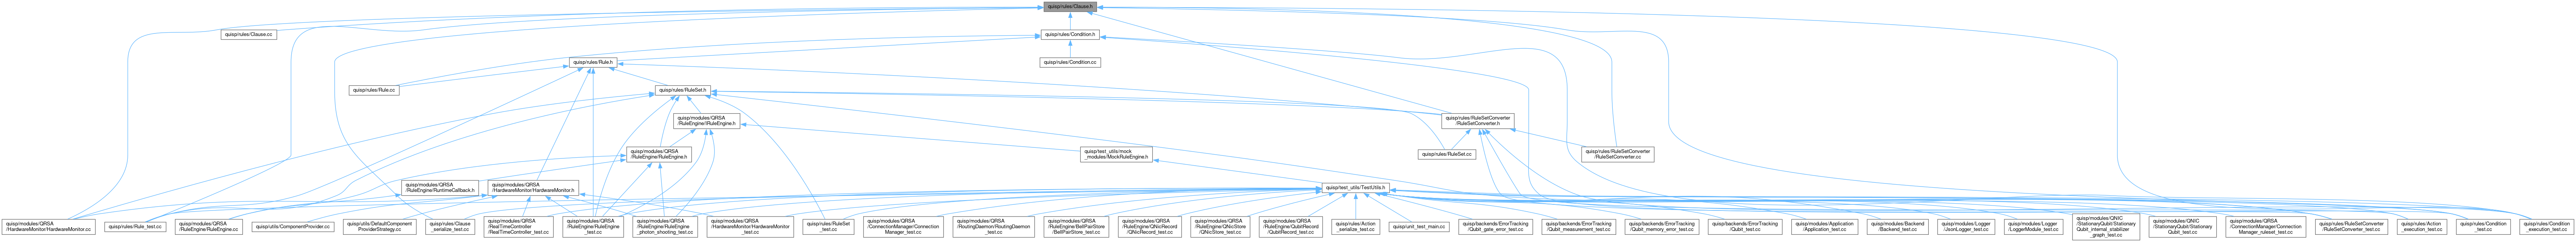 quisp/rules/Clause.h
quisp/rules/Clause.cc
quisp/rules/Condition.h
quisp/rules/Rule.h
quisp/rules/Condition.cc
quisp/rules/Rule.cc
quisp/rules/RuleSet.h
quisp/modules/QRSA
/RuleEngine/IRuleEngine.h
quisp/rules/RuleSetConverter
/RuleSetConverter.h
quisp/modules/QRSA
/RuleEngine/RuleEngine.h
quisp/test_utils/mock
_modules/MockRuleEngine.h
quisp/rules/RuleSet.cc
quisp/rules/RuleSetConverter
/RuleSetConverter.cc
quisp/modules/QRSA
/RuleEngine/RuntimeCallback.h
quisp/modules/QRSA
/HardwareMonitor/HardwareMonitor.h
quisp/test_utils/TestUtils.h
quisp/modules/QRSA
/HardwareMonitor/HardwareMonitor.cc
quisp/rules/Rule_test.cc
quisp/modules/QRSA
/RuleEngine/RuleEngine.cc
quisp/utils/ComponentProvider.cc
quisp/utils/DefaultComponent
ProviderStrategy.cc
quisp/rules/Clause
_serialize_test.cc
quisp/modules/QRSA
/RealTimeController
/RealTimeController_test.cc
quisp/modules/QRSA
/RuleEngine/RuleEngine
_test.cc
quisp/modules/QRSA
/RuleEngine/RuleEngine
_photon_shooting_test.cc
quisp/modules/QRSA
/HardwareMonitor/HardwareMonitor
_test.cc
quisp/rules/RuleSet
_test.cc
quisp/modules/QRSA
/ConnectionManager/Connection
Manager_test.cc
quisp/modules/QRSA
/RoutingDaemon/RoutingDaemon
_test.cc
quisp/modules/QRSA
/RuleEngine/BellPairStore
/BellPairStore_test.cc
quisp/modules/QRSA
/RuleEngine/QNicRecord
/QNicRecord_test.cc
quisp/modules/QRSA
/RuleEngine/QNicStore
/QNicStore_test.cc
quisp/modules/QRSA
/RuleEngine/QubitRecord
/QubitRecord_test.cc
quisp/rules/Action
_serialize_test.cc
quisp/unit_test_main.cc
quisp/backends/ErrorTracking
/Qubit_gate_error_test.cc
quisp/backends/ErrorTracking
/Qubit_measurement_test.cc
quisp/backends/ErrorTracking
/Qubit_memory_error_test.cc
quisp/backends/ErrorTracking
/Qubit_test.cc
quisp/modules/Application
/Application_test.cc
quisp/modules/Backend
/Backend_test.cc
quisp/modules/Logger
/JsonLogger_test.cc
quisp/modules/Logger
/LoggerModule_test.cc
quisp/modules/QNIC
/StationaryQubit/Stationary
Qubit_internal_stabilizer
_graph_test.cc
quisp/modules/QNIC
/StationaryQubit/Stationary
Qubit_test.cc
quisp/modules/QRSA
/ConnectionManager/Connection
Manager_ruleset_test.cc
quisp/rules/RuleSetConverter
/RuleSetConverter_test.cc
quisp/rules/Action
_execution_test.cc
quisp/rules/Condition
_test.cc
quisp/rules/Condition
_execution_test.cc